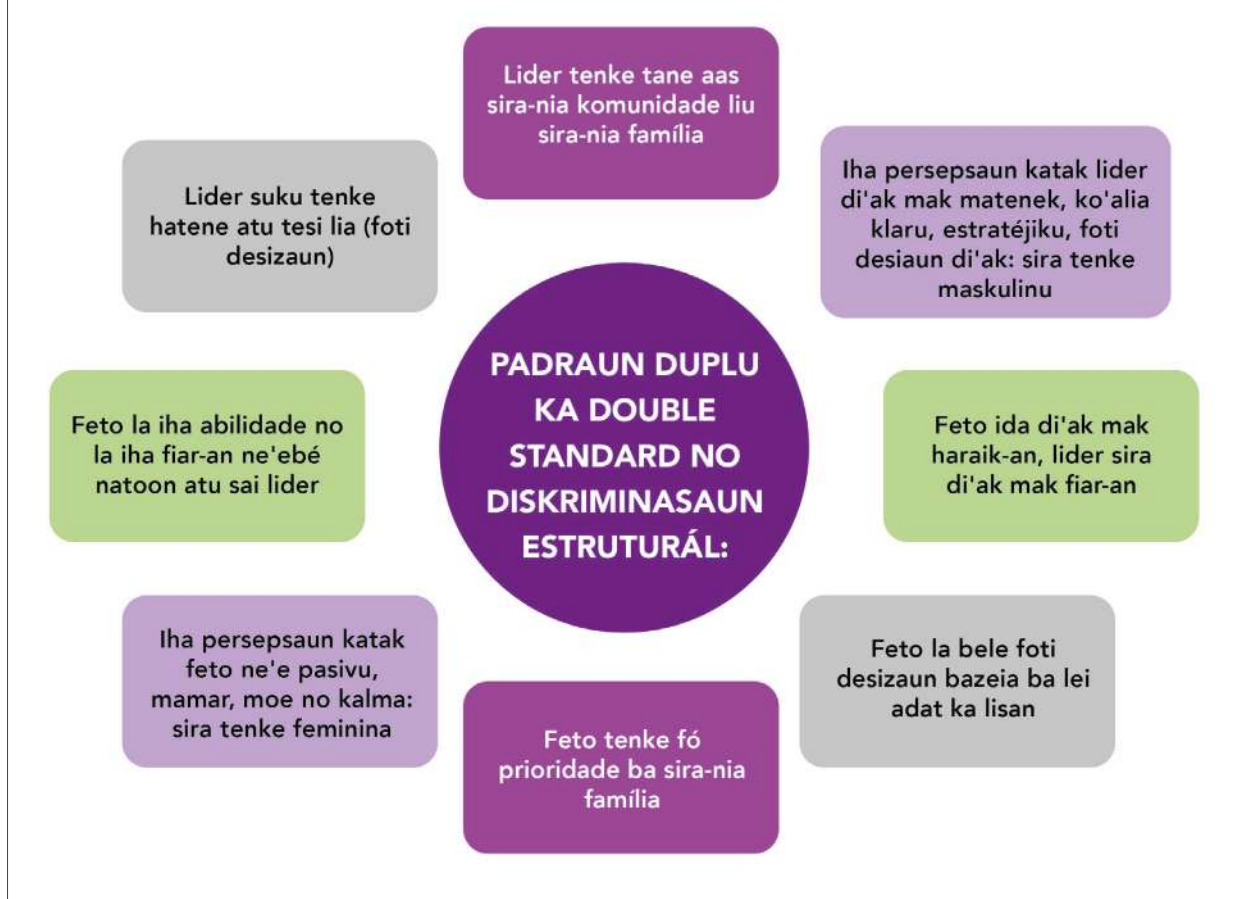 Lider tenke tane aas
sira-nia komunidade liu
sira-nia família
Lider suku tenke
hatene atu tesi lia (foti
desizaun)
Iha persepsaun katak lider
di'ak mak matenek, ko'alia
klaru, estratéjiku, foti
desiaun di'ak: sira tenke
maskulinu
PADRAUN DUPLU
KA DOUBLE
STANDARD NO
DISKRIMINASAUN
ESTRUTURÁL:
Feto la iha abilidade no
la iha fiar-an ne'ebé
natoon atu sai lider
Feto ida di'ak mak
haraik-an, lider sira
di'ak mak fiar-an
Iha persepsaun katak
feto ne'e pasivu,
mamar, moe no kalma:
sira tenke feminina
Feto la bele foti
desizaun bazeia ba lei
adat ka lisan
Feto tenke fó
prioridade ba sira-nia
família